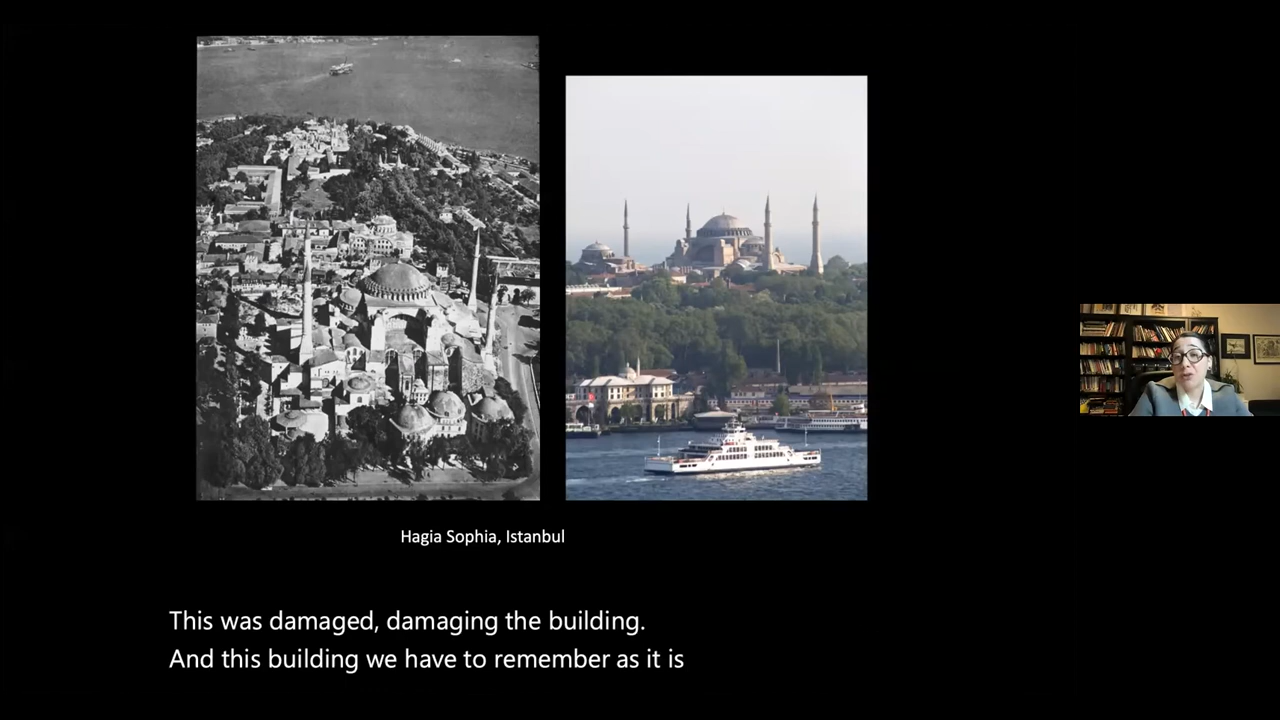 Hagia Sophia, Istanbul
This was damaged, damaging the building.
And this building we have to remember as it is